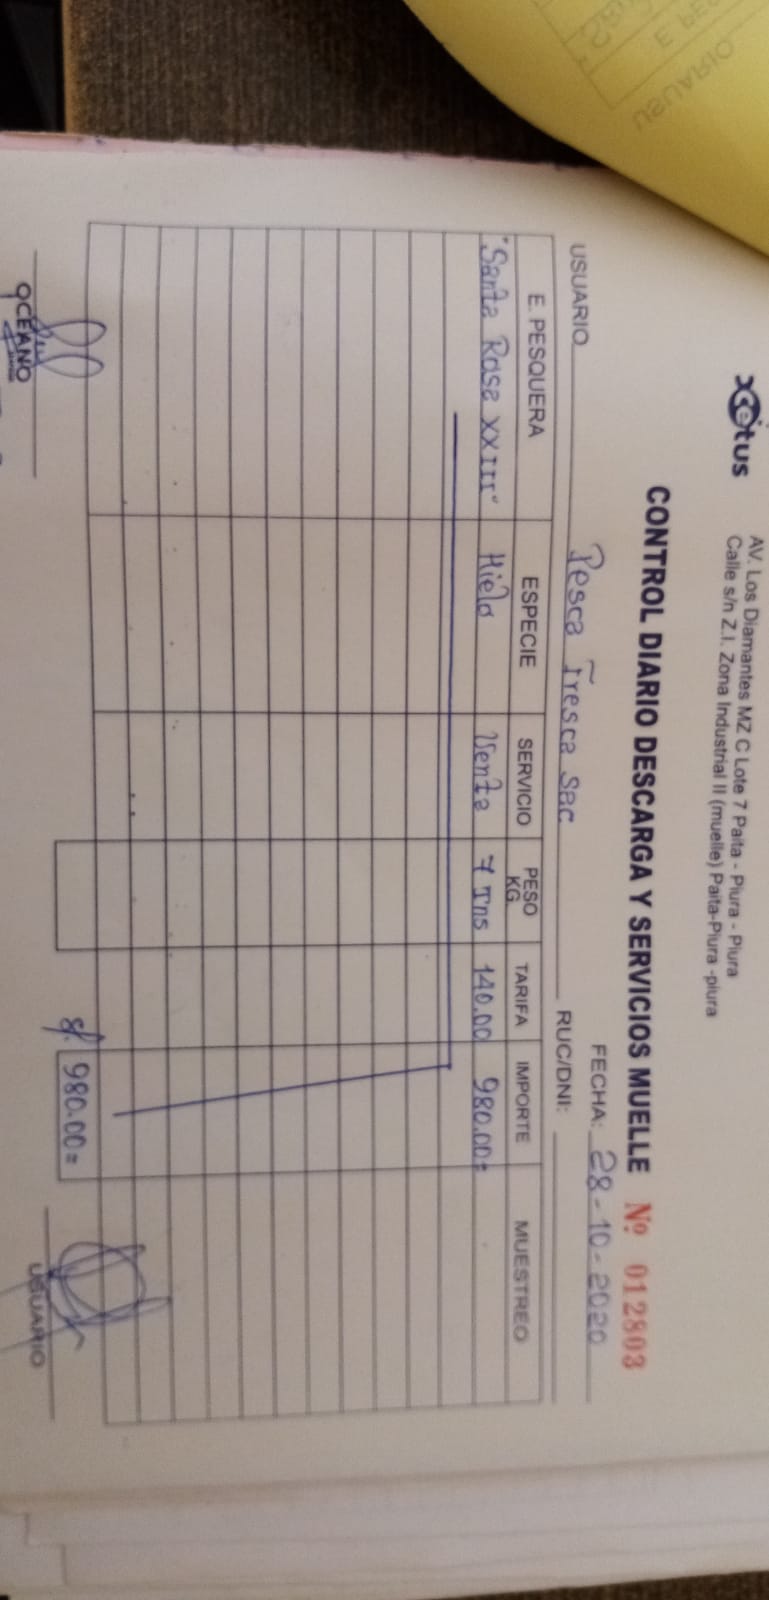 Xcetus
AV. Los Diamantes MZ C Lote 7 Paita - Piura - Piura
Calle s/n Z.I. Zona Industrial II (muelle) Paita-Piura -piura
CONTROL DIARIO DESCARGA Y SERVICIOS MUELLE Nº 012803
FECHA: 28-10-2020
USUARIO Pesca Fresca Sac RUC/DNI:
E. PESQUERA ESPECIE SERVICIO PESO KG. TARIFA IMPORTE MUESTREO
"Santa Rosa XXIII" Hielo Venta 7 Tns 140.00 980.00=
S/. 980.00=
OCEANO USUARIO
USUARIO